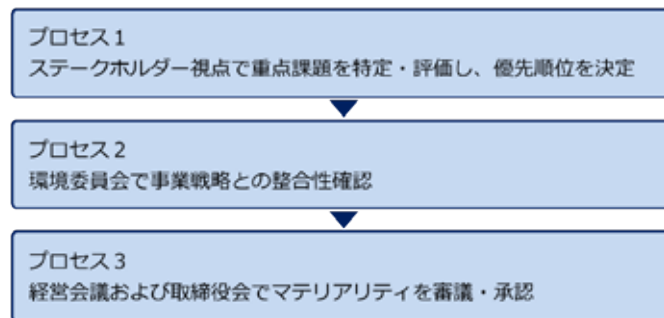 プロセス１
ステークホルダー視点で重点課題を特定・評価し、優先順位を決定
プロセス２
環境委員会で事業戦略との整合性確認
プロセス３
経営会議および取締役会でマテリアリティを審議・承認